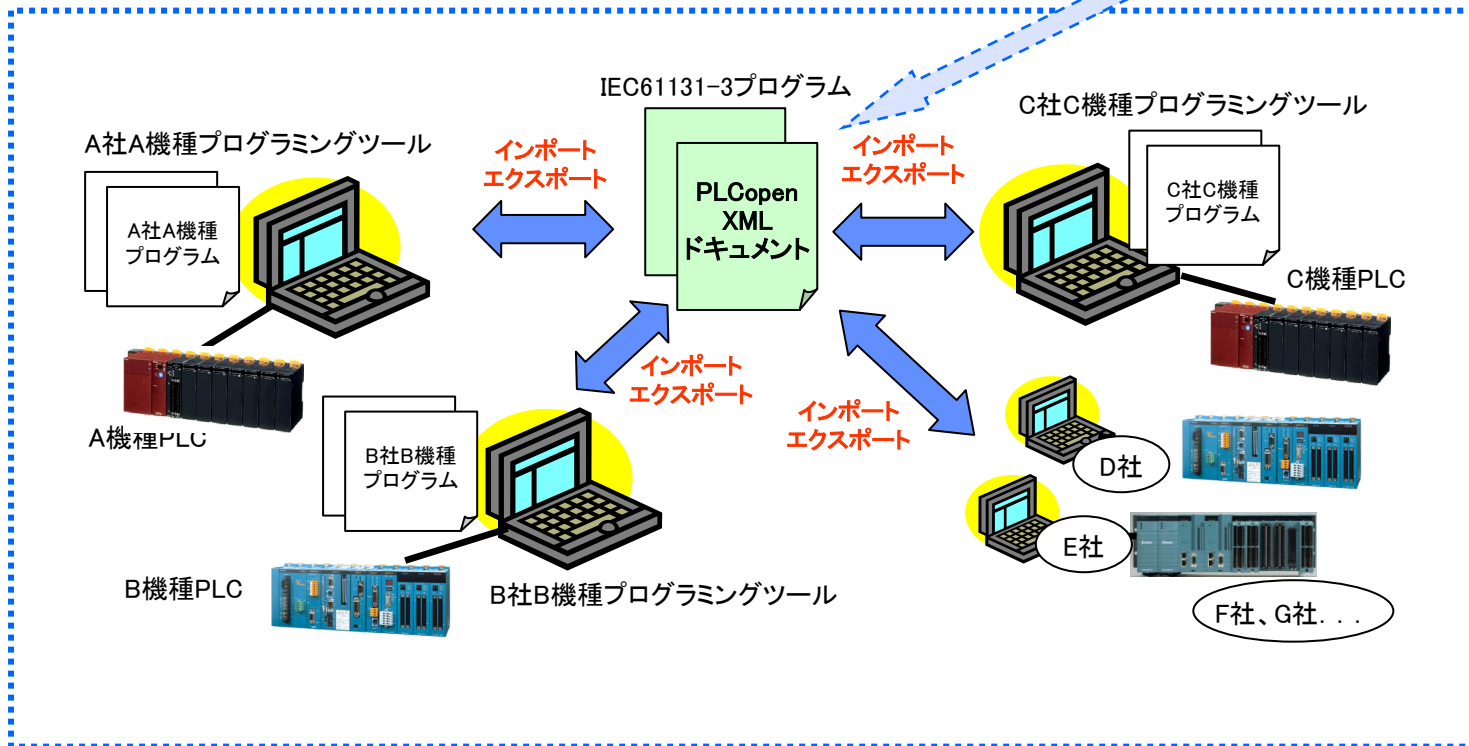 IEC61131-3プログラム
A社A機種プログラミングツール
C社C機種プログラミングツール
インポート
エクスポート
インポート
エクスポート
PLCopen
XML
ドキュメント
A社A機種
プログラム
C社C機種
プログラム
C機種PLC
A機種PLC
インポート
エクスポート
インポート
エクスポート
B社B機種
プログラム
D社
E社
B機種PLC
B社B機種プログラミングツール
F社、G社．．．